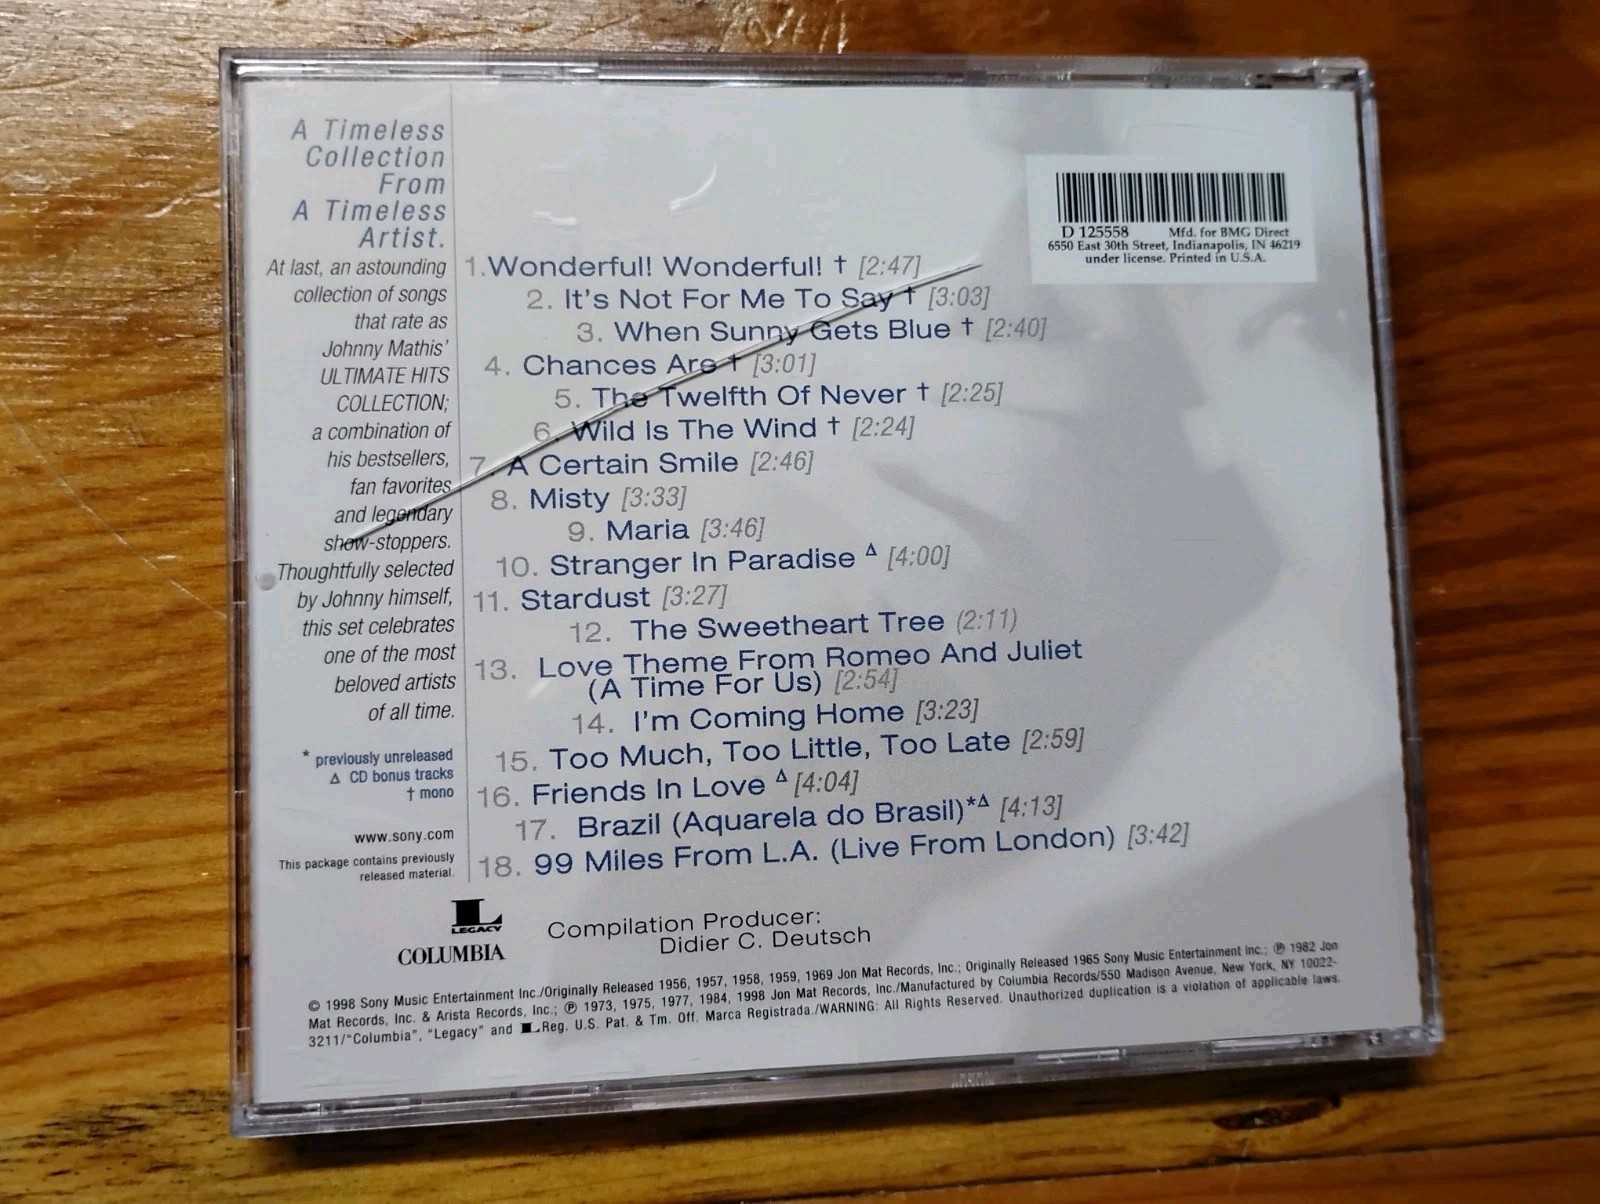 A Timeless
Collection
From
A Timeless
Artist.
At last, an astounding
collection of songs
that rate as
Johnny Mathis'
ULTIMATE HITS
COLLECTION;
a combination of
his bestsellers,
fan favorites
and legendary
show-stoppers.
Thoughtfully selected
by Johnny himself,
this set celebrates
one of the most
beloved artists
of all time.
* previously unreleased
Δ CD bonus tracks
† mono
www.sony.com
This package contains previously
released material.
1. Wonderful! Wonderful! † [2:47]
2. It's Not For Me To Say † [3:03]
3. When Sunny Gets Blue † [2:40]
4. Chances Are † [3:01]
5. The Twelfth Of Never † [2:25]
6. Wild Is The Wind † [2:24]
7. A Certain Smile [2:46]
8. Misty [3:33]
9. Maria [3:46]
10. Stranger In Paradise Δ [4:00]
11. Stardust [3:27]
12. The Sweetheart Tree (2:11)
13. Love Theme From Romeo And Juliet
(A Time For Us) [2:54]
14. I'm Coming Home [3:23]
15. Too Much, Too Little, Too Late [2:59]
16. Friends In Love Δ [4:04]
17. Brazil (Aquarela do Brasil)*Δ [4:13]
18. 99 Miles From L.A. (Live From London) [3:42]
D 125558 Mfd. for BMG Direct
6550 East 30th Street, Indianapolis, IN 46219
under license. Printed in U.S.A.
L
LEGACY
COLUMBIA
Compilation Producer:
Didier C. Deutsch
© 1998 Sony Music Entertainment Inc./Originally Released 1956, 1957, 1958, 1959, 1969 Jon Mat Records, Inc.; Originally Released 1965 Sony Music Entertainment Inc.; ℗ 1982 Jon
Mat Records, Inc. & Arista Records, Inc.; ℗ 1973, 1975, 1977, 1984, 1998 Jon Mat Records, Inc./Manufactured by Columbia Records/550 Madison Avenue, New York, NY 10022-
3211/"Columbia", "Legacy" and L Reg. U.S. Pat. & Tm. Off. Marca Registrada./WARNING: All Rights Reserved. Unauthorized duplication is a violation of applicable laws.